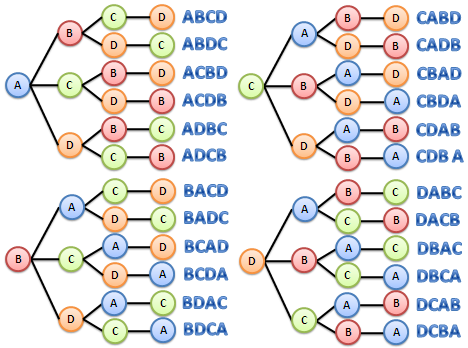 C D ABCD
B
D C ABDC
B D ACBD
A C
D B ACDB
B C ADBC
D
C B ADCB
B D CABD
A
D B CADB
A D CBAD
C B
D A CBDA
A B CDAB
D
B A CDB A
C D BACD
A
D C BADC
A D BCAD
B C
D A BCDA
A C BDAC
D
C A BDCA
B C DABC
A
C B DACB
A C DBAC
D B
C A DBCA
A B DCAB
C
B A DCBA